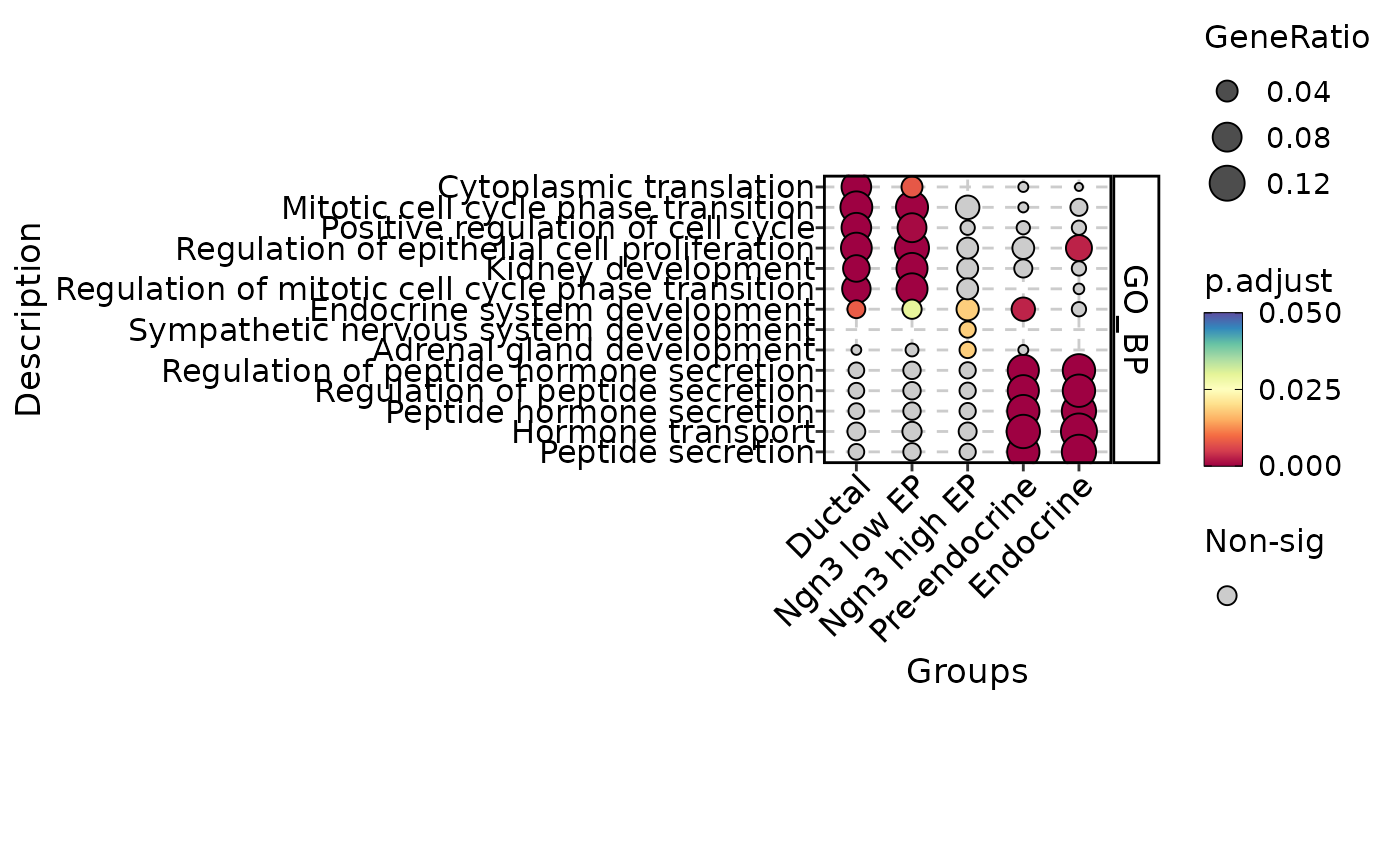 Description
Cytoplasmic translation
Mitotic cell cycle phase transition
Positive regulation of cell cycle
Regulation of epithelial cell proliferation
Kidney development
Regulation of mitotic cell cycle phase transition
Endocrine system development
Sympathetic nervous system development
Adrenal gland development
Regulation of peptide hormone secretion
Regulation of peptide secretion
Peptide hormone secretion
Hormone transport
Peptide secretion
Ductal
Ngn3 low EP
Ngn3 high EP
Pre-endocrine
Endocrine
Groups
GO_BP
GeneRatio
0.04
0.08
0.12
p.adjust
0.050
0.025
0.000
Non-sig